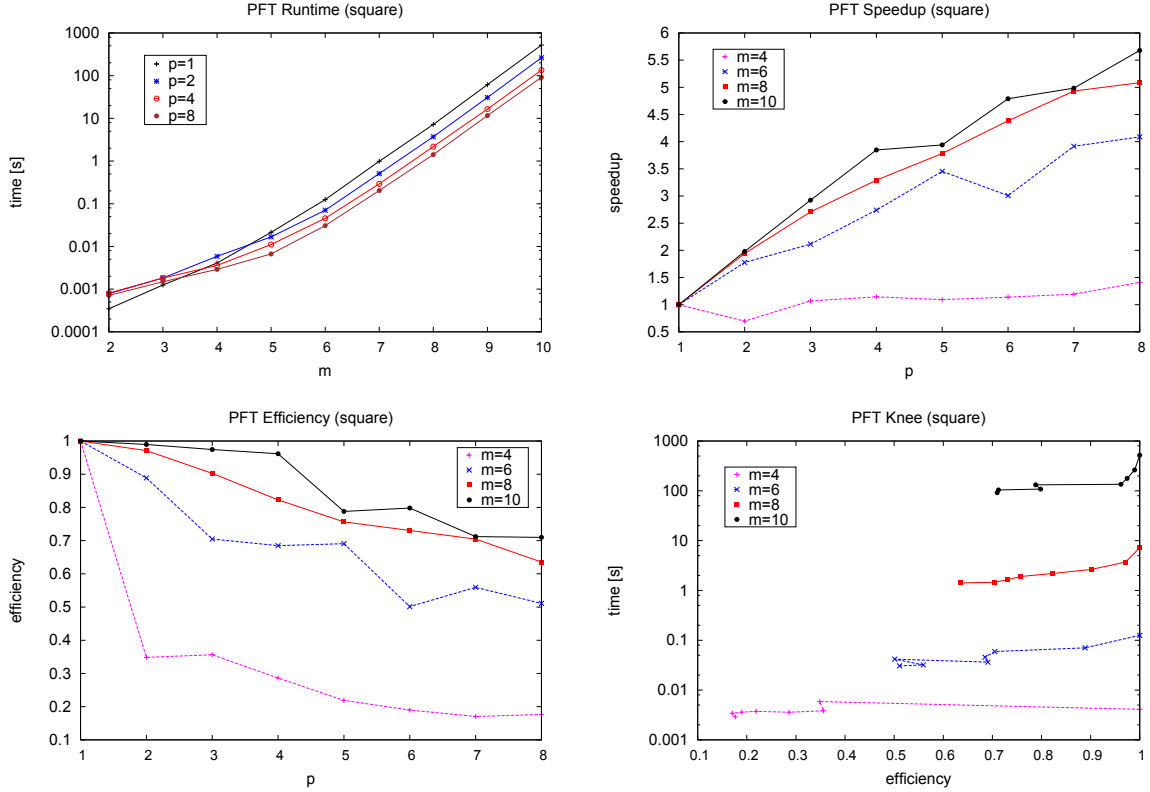 PFT Runtime (square)
1000
100
10
1
0.1
0.01
0.001
0.0001
time [s]
p=1
p=2
p=4
p=8
2 3 4 5 6 7 8 9 10
m
PFT Speedup (square)
6
5.5
5
4.5
4
3.5
3
2.5
2
1.5
1
0.5
speedup
m=4
m=6
m=8
m=10
1 2 3 4 5 6 7 8
p
PFT Efficiency (square)
1
0.9
0.8
0.7
0.6
0.5
0.4
0.3
0.2
0.1
efficiency
m=4
m=6
m=8
m=10
1 2 3 4 5 6 7 8
p
PFT Knee (square)
1000
100
10
1
0.1
0.01
0.001
time [s]
m=4
m=6
m=8
m=10
0.1 0.2 0.3 0.4 0.5 0.6 0.7 0.8 0.9 1
efficiency